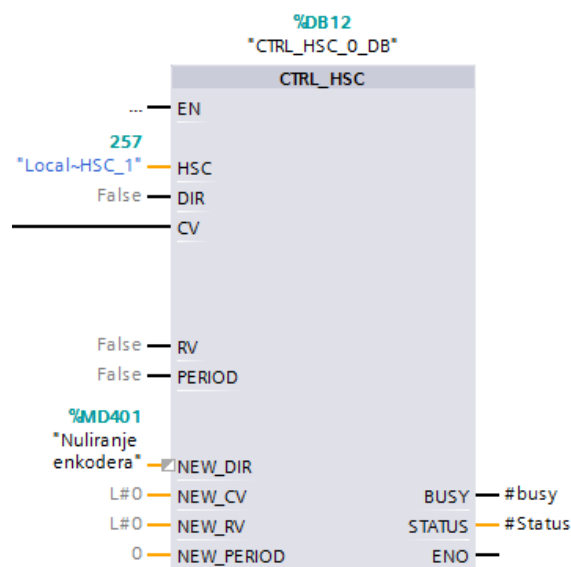 %DB12
"CTRL_HSC_0_DB"
CTRL_HSC
... EN
257
"Local~HSC_1" HSC
False DIR
CV
False RV
False PERIOD
%MD401
"Nuliranje
enkodera" NEW_DIR
L#0 NEW_CV BUSY #busy
L#0 NEW_RV STATUS #Status
0 NEW_PERIOD ENO